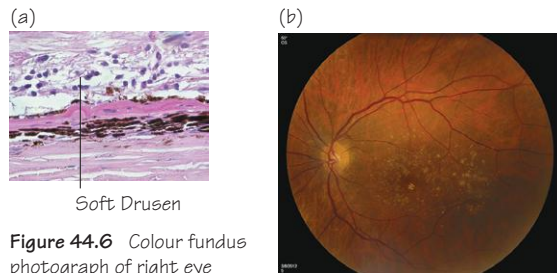 (a)
(b)
Soft Drusen
Figure 44.6 Colour fundus
photograph of right eye